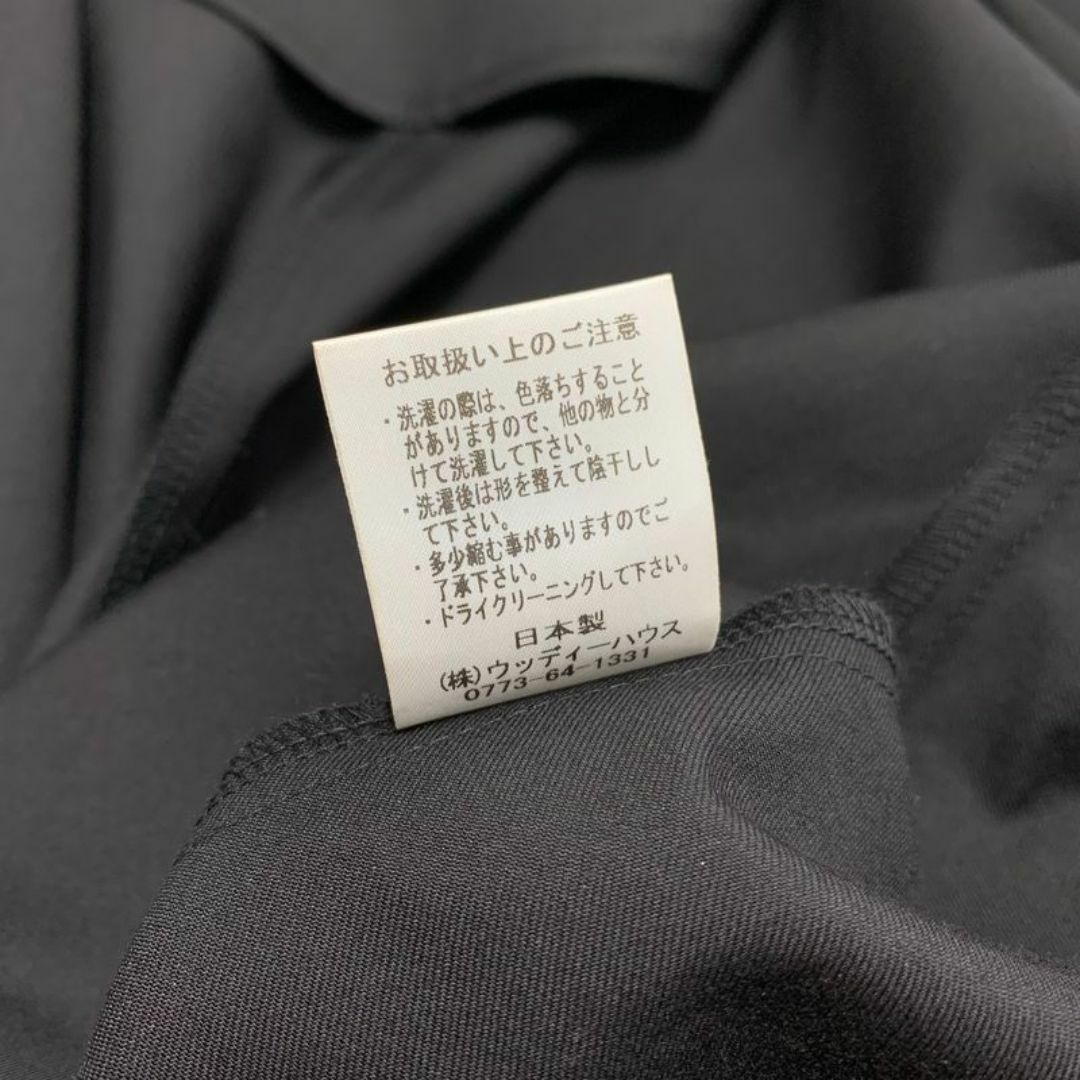 お取扱い上のご注意
・洗濯の際は、色落ちすること
がありますので、他の物と分
けて洗濯して下さい。
・洗濯後は形を整えて陰干しし
て下さい。
・多少縮む事がありますのでご
了承下さい。
・ドライクリーニングして下さい。
日本製
(株)ウッディーハウス
0773-64-1331